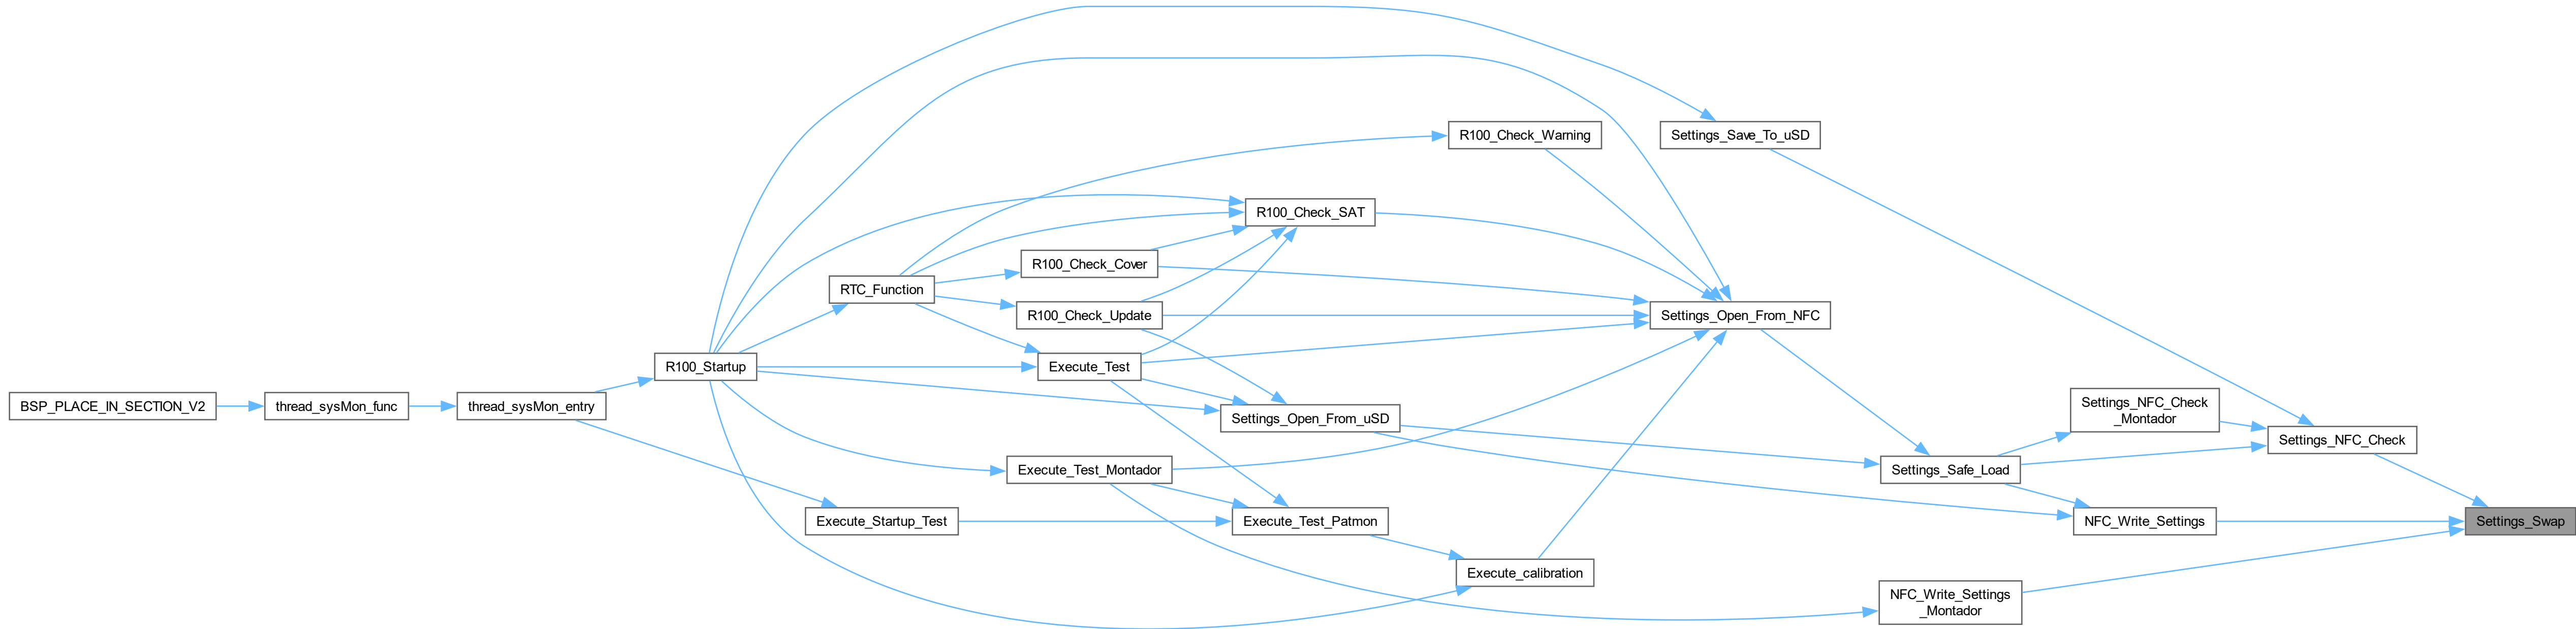 R100_Check_Warning
Settings_Save_To_uSD
R100_Check_SAT
R100_Check_Cover
RTC_Function
R100_Check_Update
Settings_Open_From_NFC
R100_Startup
Execute_Test
BSP_PLACE_IN_SECTION_V2
thread_sysMon_func
thread_sysMon_entry
Settings_Open_From_uSD
Settings_NFC_Check
_Montador
Settings_NFC_Check
Execute_Test_Montador
Settings_Safe_Load
Execute_Startup_Test
Execute_Test_Patmon
NFC_Write_Settings
Settings_Swap
Execute_calibration
NFC_Write_Settings
_Montador